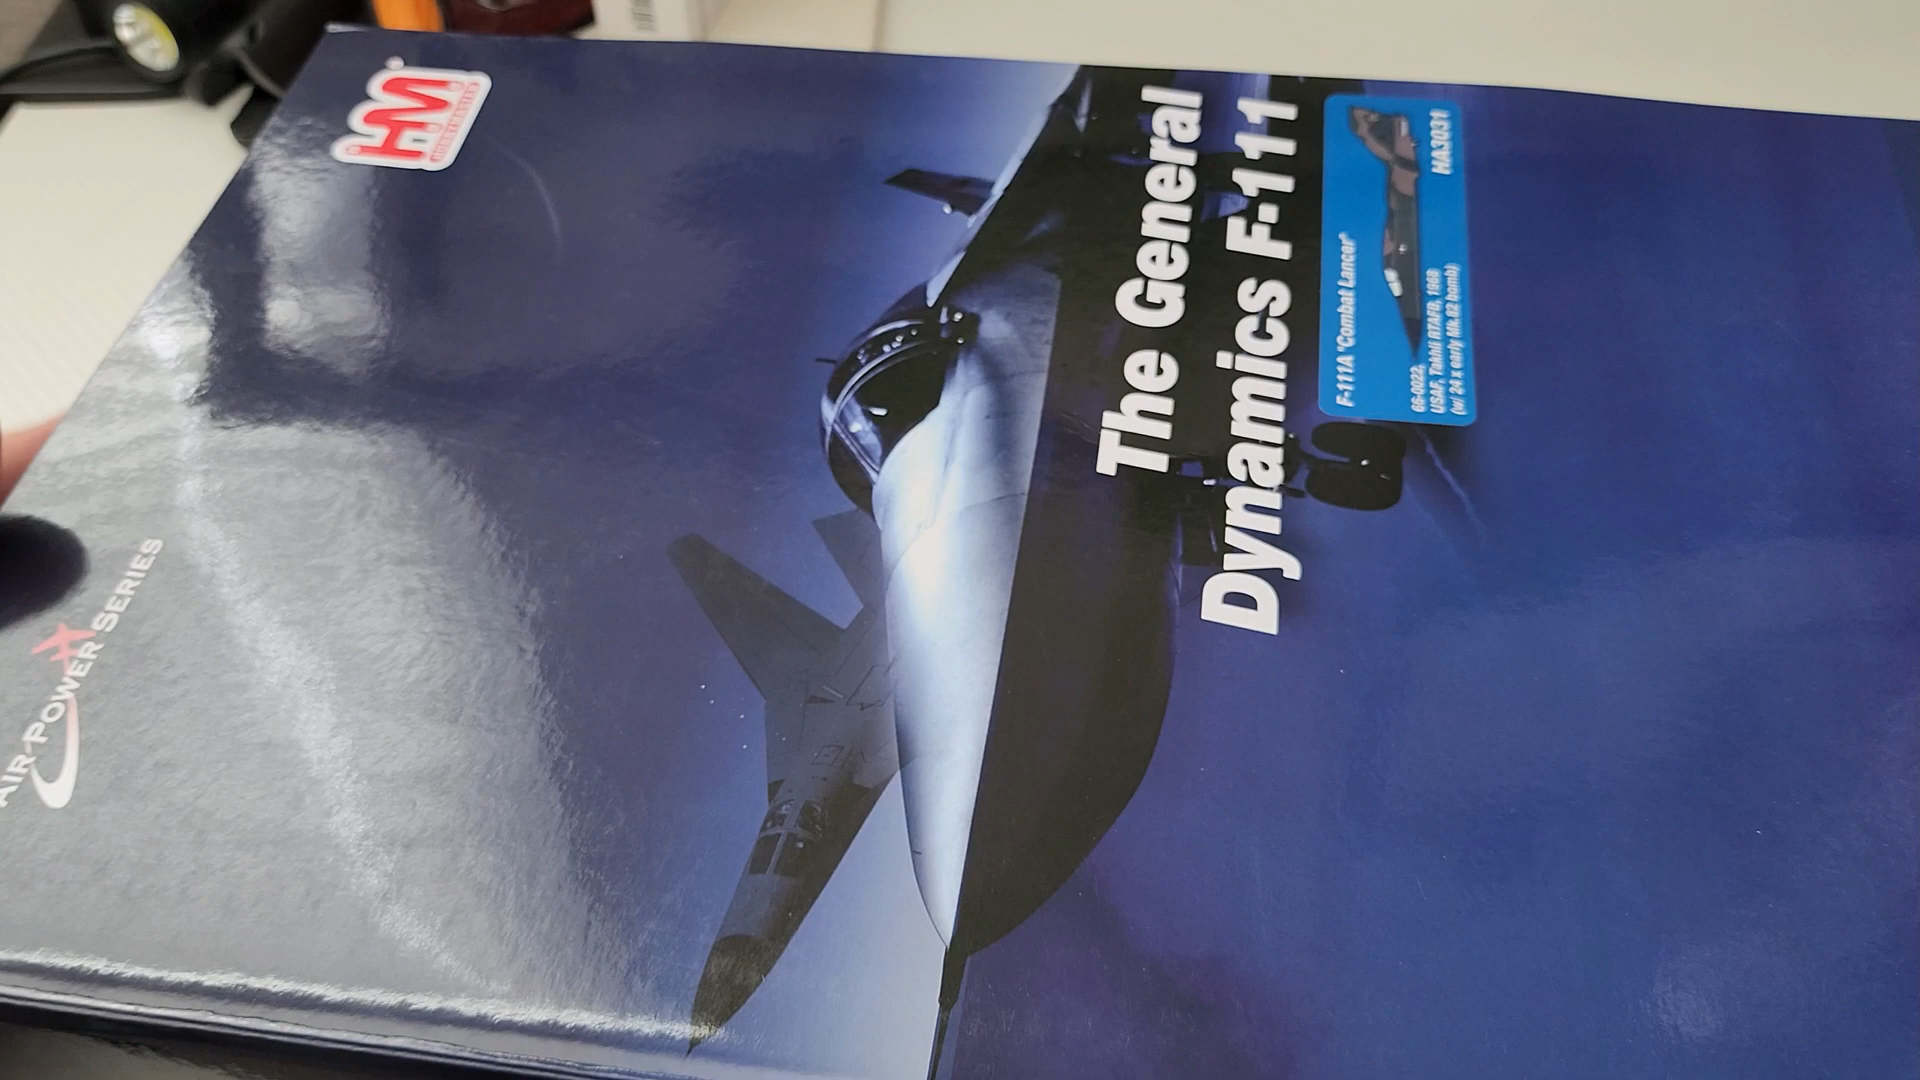 HM
HOBBYMASTER
AIR POWER SERIES
The General
Dynamics F-111
F-111A "Combat Lancer"
66-0022,
USAF, Takhli RTAFB, 1968
(w/ 24 x early Mk.82 bomb)
HA3031